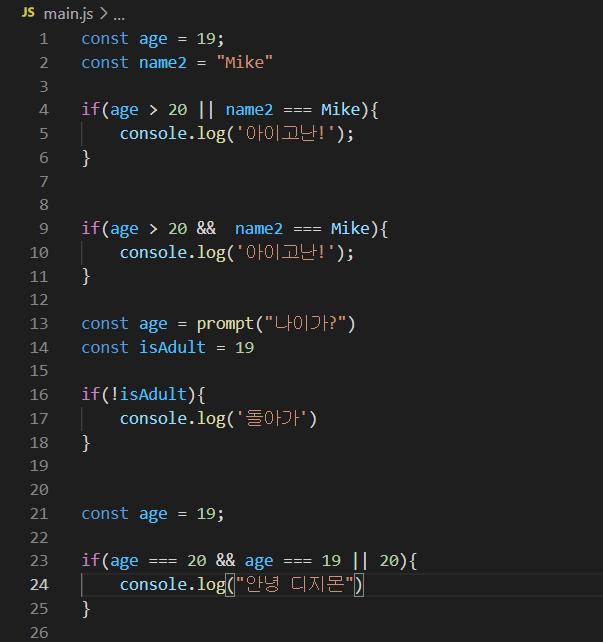 JS main.js > ...
1 const age = 19;
2 const name2 = "Mike"
3
4 if(age > 20 || name2 === Mike){
5 console.log('아이고난!');
6 }
7
8
9 if(age > 20 &&  name2 === Mike){
10 console.log('아이고난!');
11 }
12
13 const age = prompt("나이가?")
14 const isAdult = 19
15
16 if(!isAdult){
17 console.log('돌아가')
18 }
19
20
21 const age = 19;
22
23 if(age === 20 && age === 19 || 20){
24 console.log("안녕 디지몬")
25 }
26